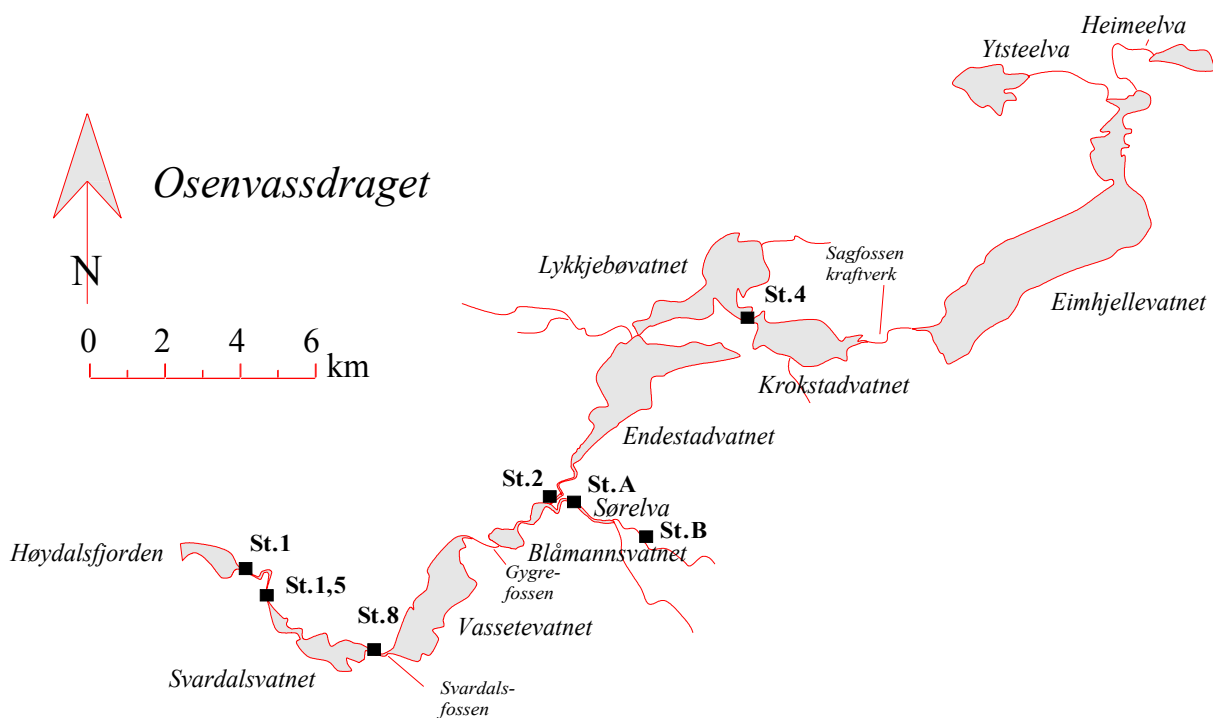 Heimeelva
Ytsteelva
Osenvassdraget
N
0 2 4 6
km
Lykkjebøvatnet
Sagfossen
kraftverk
St.4
Eimhjellevatnet
Krokstadvatnet
Endestadvatnet
St.2
St.A
Sørelva
St.B
Blåmannsvatnet
Høydalsfjorden
St.1
Gygre-
fossen
St.1,5
St.8
Vassetevatnet
Svardalsvatnet
Svardals-
fossen